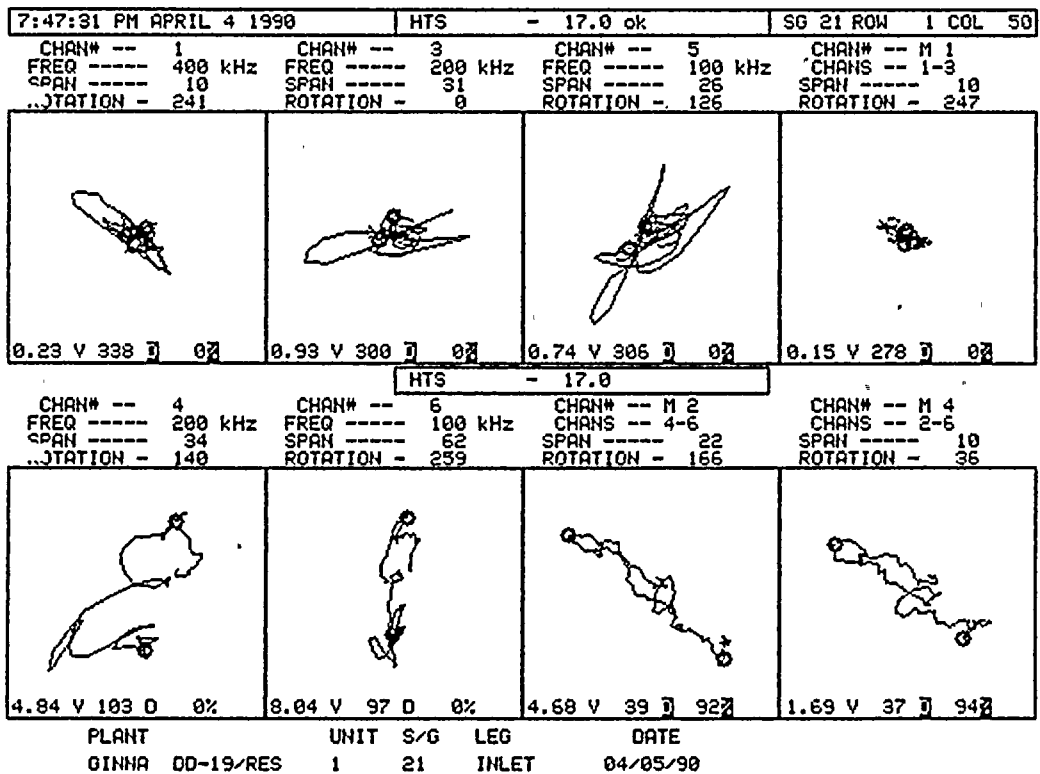 7:47:31 PM APRIL 4 1990 HTS - 17.0 ok SG 21 ROW 1 COL 50
CHAN# -- 1 CHAN# -- 3 CHAN# -- 5 CHAN# -- M 1
FREQ ----- 400 kHz FREQ ----- 200 kHz FREQ ----- 100 kHz CHANS -- 1-3
SPAN ----- 10 SPAN ----- 31 SPAN ----- 26 SPAN ----- 10
..OTATION - 241 ROTATION - 0 ROTATION - 126 ROTATION - 247
0.23 V 338 D 0% 0.93 V 300 D 0% 0.74 V 306 D 0% 0.15 V 278 D 0%
HTS - 17.0
CHAN# -- 4 CHAN# -- 6 CHAN# -- M 2 CHAN# -- M 4
FREQ ----- 200 kHz FREQ ----- 100 kHz CHANS -- 4-6 CHANS -- 2-6
SPAN ----- 34 SPAN ----- 62 SPAN ----- 22 SPAN ----- 10
..OTATION - 140 ROTATION - 259 ROTATION - 166 ROTATION - 36
4.84 V 103 D 0% 8.04 V 97 D 0% 4.68 V 39 D 92% 1.69 V 37 D 94%
PLANT UNIT S/G LEG DATE
GINNA DD-19/RES 1 21 INLET 04/05/90